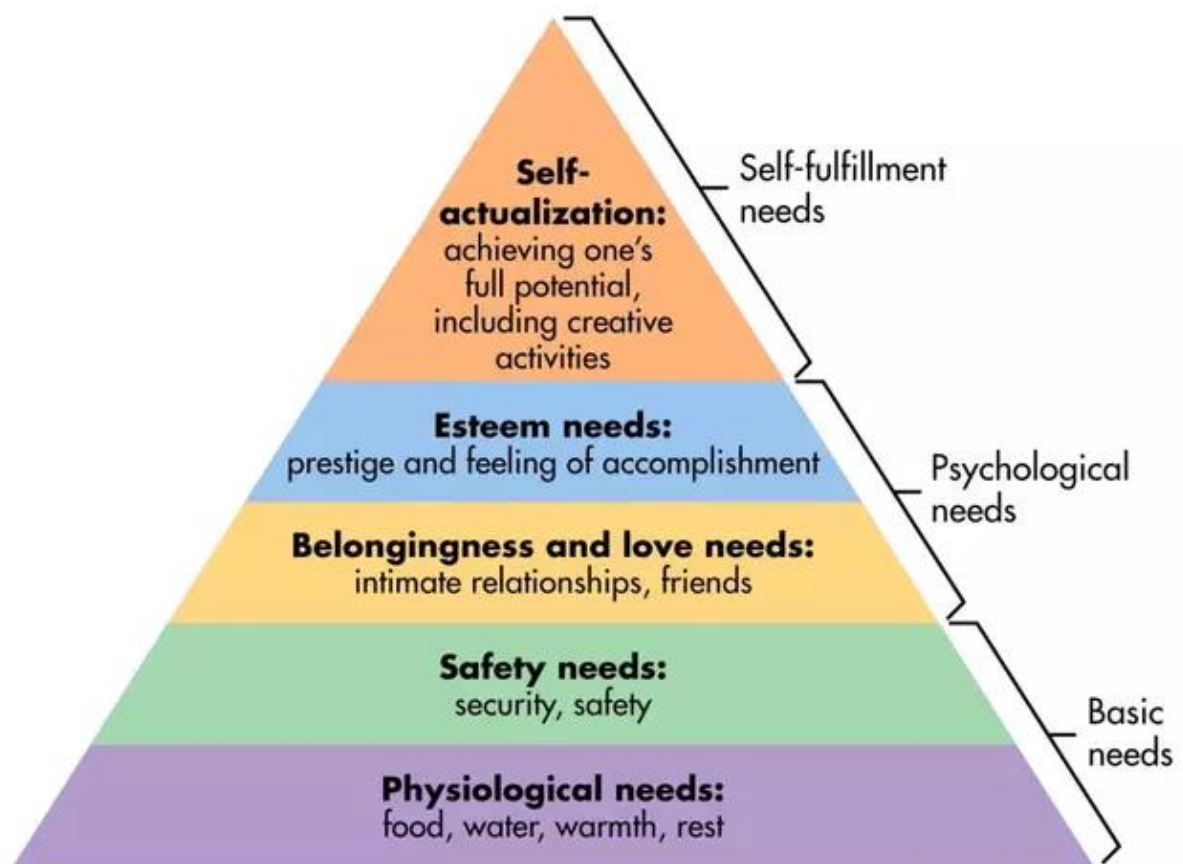 Self-
actualization:
achieving one's
full potential,
including creative
activities
Self-fulfillment
needs
Esteem needs:
prestige and feeling of accomplishment
Psychological
needs
Belongingness and love needs:
intimate relationships, friends
Safety needs:
security, safety
Basic
needs
Physiological needs:
food, water, warmth, rest